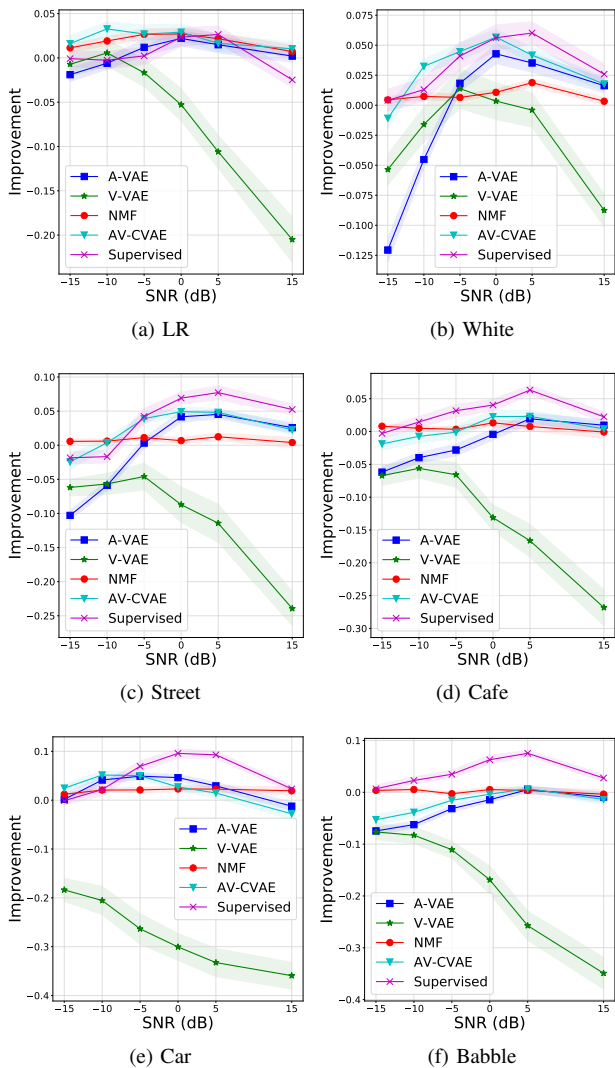 0.05
0.00
−0.05
−0.10
−0.15
−0.20
Improvement
A-VAE
V-VAE
NMF
AV-CVAE
Supervised
−15 −10 −5 0 5 15
SNR (dB)
(a) LR
0.075
0.050
0.025
0.000
−0.025
−0.050
−0.075
−0.100
−0.125
Improvement
A-VAE
V-VAE
NMF
AV-CVAE
Supervised
−15 −10 −5 0 5 15
SNR (dB)
(b) White
0.10
0.05
0.00
−0.05
−0.10
−0.15
−0.20
−0.25
Improvement
A-VAE
V-VAE
NMF
AV-CVAE
Supervised
−15 −10 −5 0 5 15
SNR (dB)
(c) Street
0.05
0.00
−0.05
−0.10
−0.15
−0.20
−0.25
−0.30
Improvement
A-VAE
V-VAE
NMF
AV-CVAE
Supervised
−15 −10 −5 0 5 15
SNR (dB)
(d) Cafe
0.1
0.0
−0.1
−0.2
−0.3
−0.4
Improvement
A-VAE
V-VAE
NMF
AV-CVAE
Supervised
−15 −10 −5 0 5 15
SNR (dB)
(e) Car
0.1
0.0
−0.1
−0.2
−0.3
−0.4
Improvement
A-VAE
V-VAE
NMF
AV-CVAE
Supervised
−15 −10 −5 0 5 15
SNR (dB)
(f) Babble